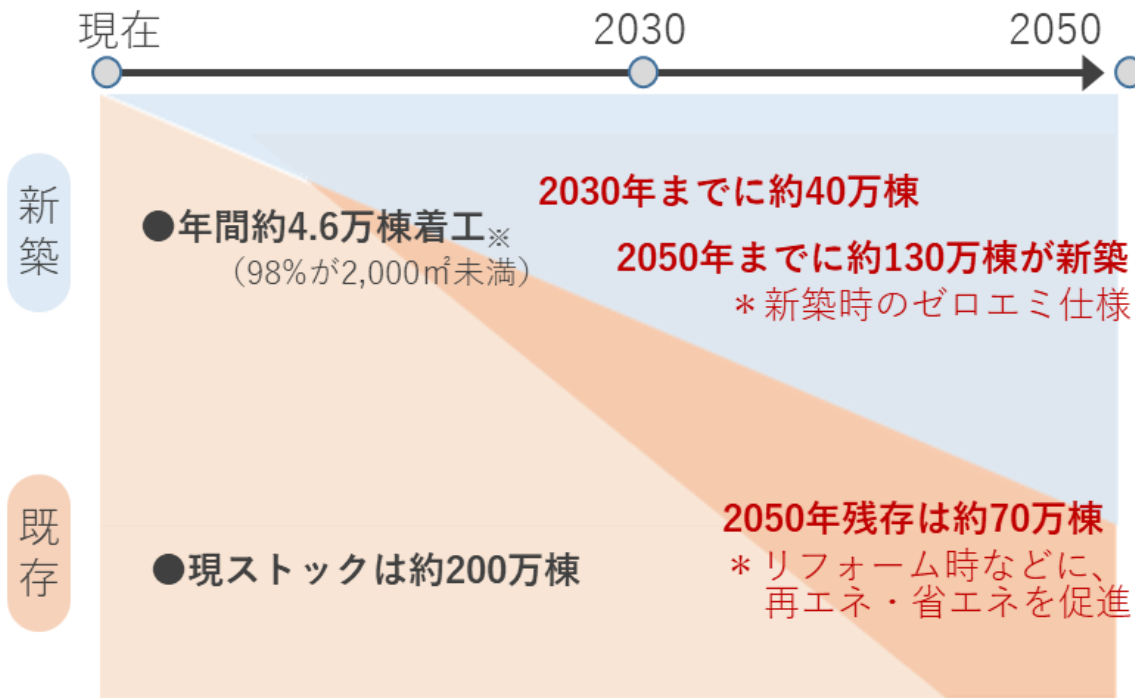 現在
2030
2050
新築
2030年までに約40万棟
●年間約4.6万棟着工※
（98%が2,000㎡未満）
2050年までに約130万棟が新築
＊新築時のゼロエミ仕様
既存
2050年残存は約70万棟
●現ストックは約200万棟
＊リフォーム時などに、
再エネ・省エネを促進